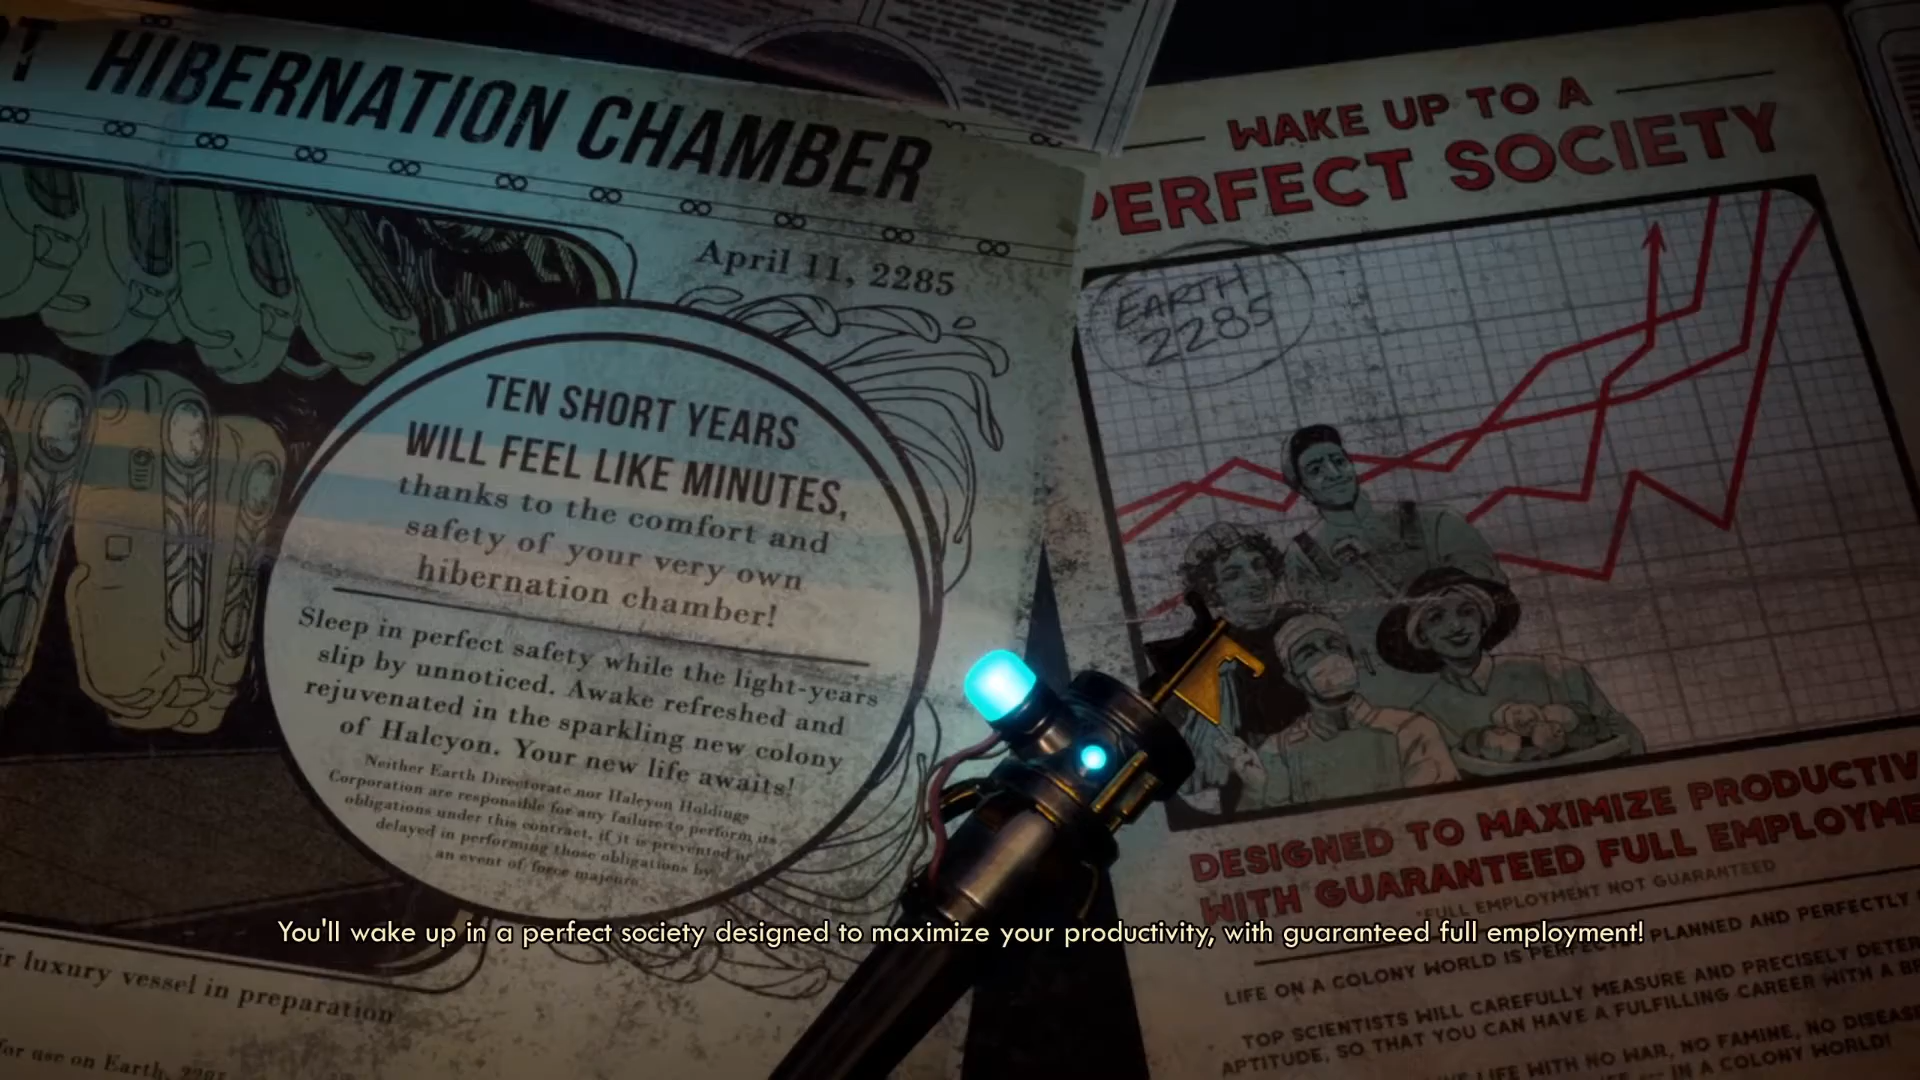 HIBERNATION CHAMBER
April 11, 2285
TEN SHORT YEARS
WILL FEEL LIKE MINUTES,
thanks to the comfort and
safety of your very own
hibernation chamber!
Sleep in perfect safety while the light-years
slip by unnoticed. Awake refreshed and
rejuvenated in the sparkling new colony
of Halcyon. Your new life awaits!
Neither Earth Directorate nor Halcyon Holdings
Corporation are responsible for any failure to perform its
obligations under this contract, if it is prevented or
delayed in performing those obligations by
an event of force majeure.
luxury vessel in preparation
for use on Earth, 2285
WAKE UP TO A
PERFECT SOCIETY
EARTH
2285
DESIGNED TO MAXIMIZE PRODUCTIV
WITH GUARANTEED FULL EMPLOYME
*FULL EMPLOYMENT NOT GUARANTEED
LIFE ON A COLONY WORLD IS PERFECTLY PLANNED AND PERFECTLY
TOP SCIENTISTS WILL CAREFULLY MEASURE AND PRECISELY DETER
APTITUDE, SO THAT YOU CAN HAVE A FULFILLING CAREER WITH A
LIFE WITH NO WAR, NO FAMINE, NO DISEASE
IN A COLONY WORLD!
You'll wake up in a perfect society designed to maximize your productivity, with guaranteed full employment!